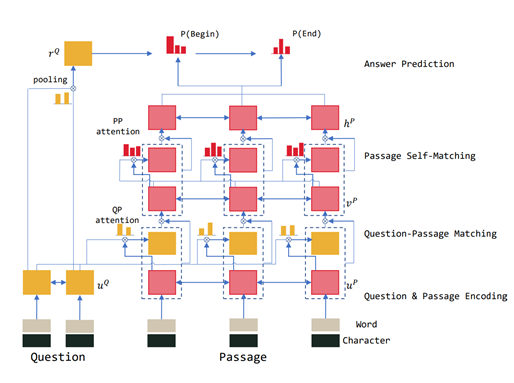 P(Begin)
P(End)
r^Q
Answer Prediction
pooling
PP
attention
h^P
Passage Self-Matching
v^P
QP
attention
Question-Passage Matching
u^Q
u^P
Question & Passage Encoding
Word
Character
Question
Passage